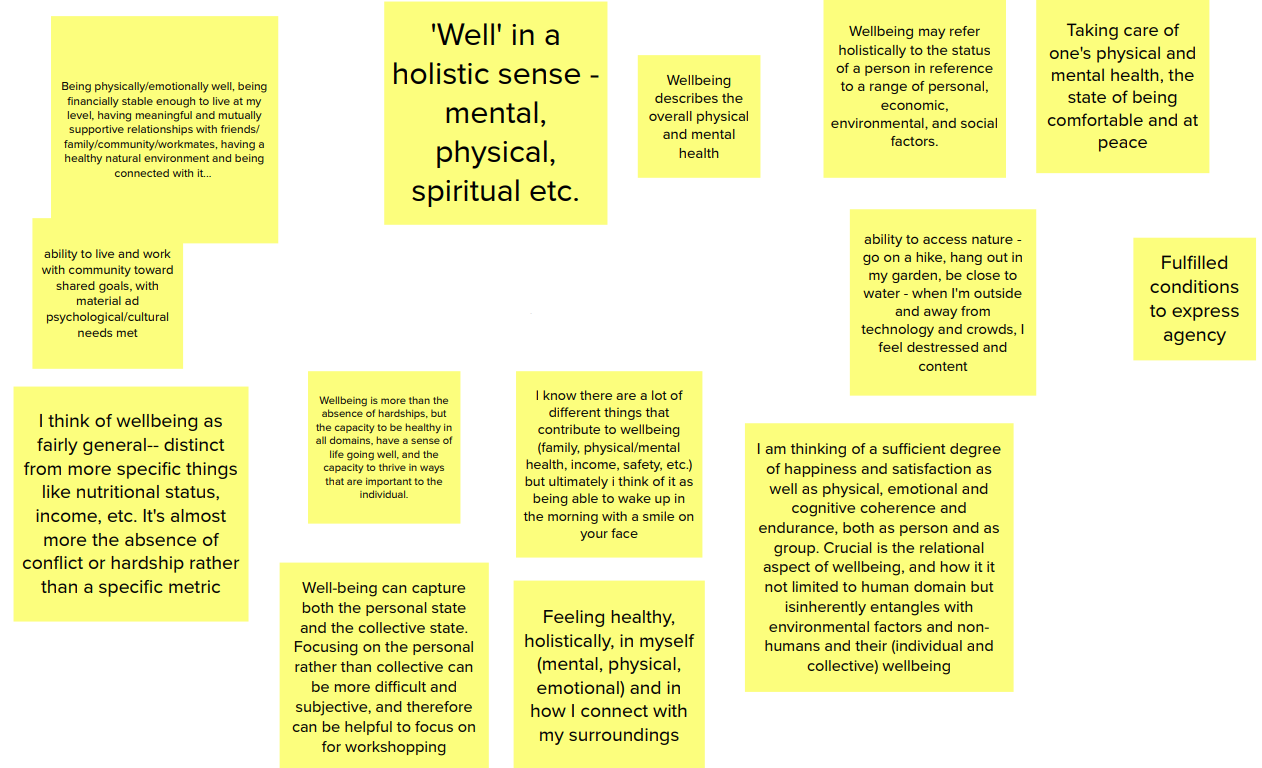 Being physically/emotionally well, being
financially stable enough to live at my
level, having meaningful and mutually
supportive relationships with friends/
family/community/workmates, having a
healthy natural environment and being
connected with it...
'Well' in a
holistic sense -
mental,
physical,
spiritual etc.
Wellbeing
describes the
overall physical
and mental
health
Wellbeing may refer
holistically to the status
of a person in reference
to a range of personal,
economic,
environmental, and social
factors.
Taking care of
one's physical and
mental health, the
state of being
comfortable and at
peace
ability to live and work
with community toward
shared goals, with
material ad
psychological/cultural
needs met
ability to access nature -
go on a hike, hang out in
my garden, be close to
water - when I'm outside
and away from
technology and crowds, I
feel destressed and
content
Fulfilled
conditions
to express
agency
I think of wellbeing as
fairly general-- distinct
from more specific things
like nutritional status,
income, etc. It's almost
more the absence of
conflict or hardship rather
than a specific metric
Wellbeing is more than the
absence of hardships, but
the capacity to be healthy in
all domains, have a sense of
life going well, and the
capacity to thrive in ways
that are important to the
individual.
I know there are a lot of
different things that
contribute to wellbeing
(family, physical/mental
health, income, safety, etc.)
but ultimately i think of it as
being able to wake up in
the morning with a smile on
your face
I am thinking of a sufficient degree
of happiness and satisfaction as
well as physical, emotional and
cognitive coherence and
endurance, both as person and as
group. Crucial is the relational
aspect of wellbeing, and how it it
not limited to human domain but
isinherently entangles with
environmental factors and non-
humans and their (individual and
collective) wellbeing
Well-being can capture
both the personal state
and the collective state.
Focusing on the personal
rather than collective can
be more difficult and
subjective, and therefore
can be helpful to focus on
for workshopping
Feeling healthy,
holistically, in myself
(mental, physical,
emotional) and in
how I connect with
my surroundings